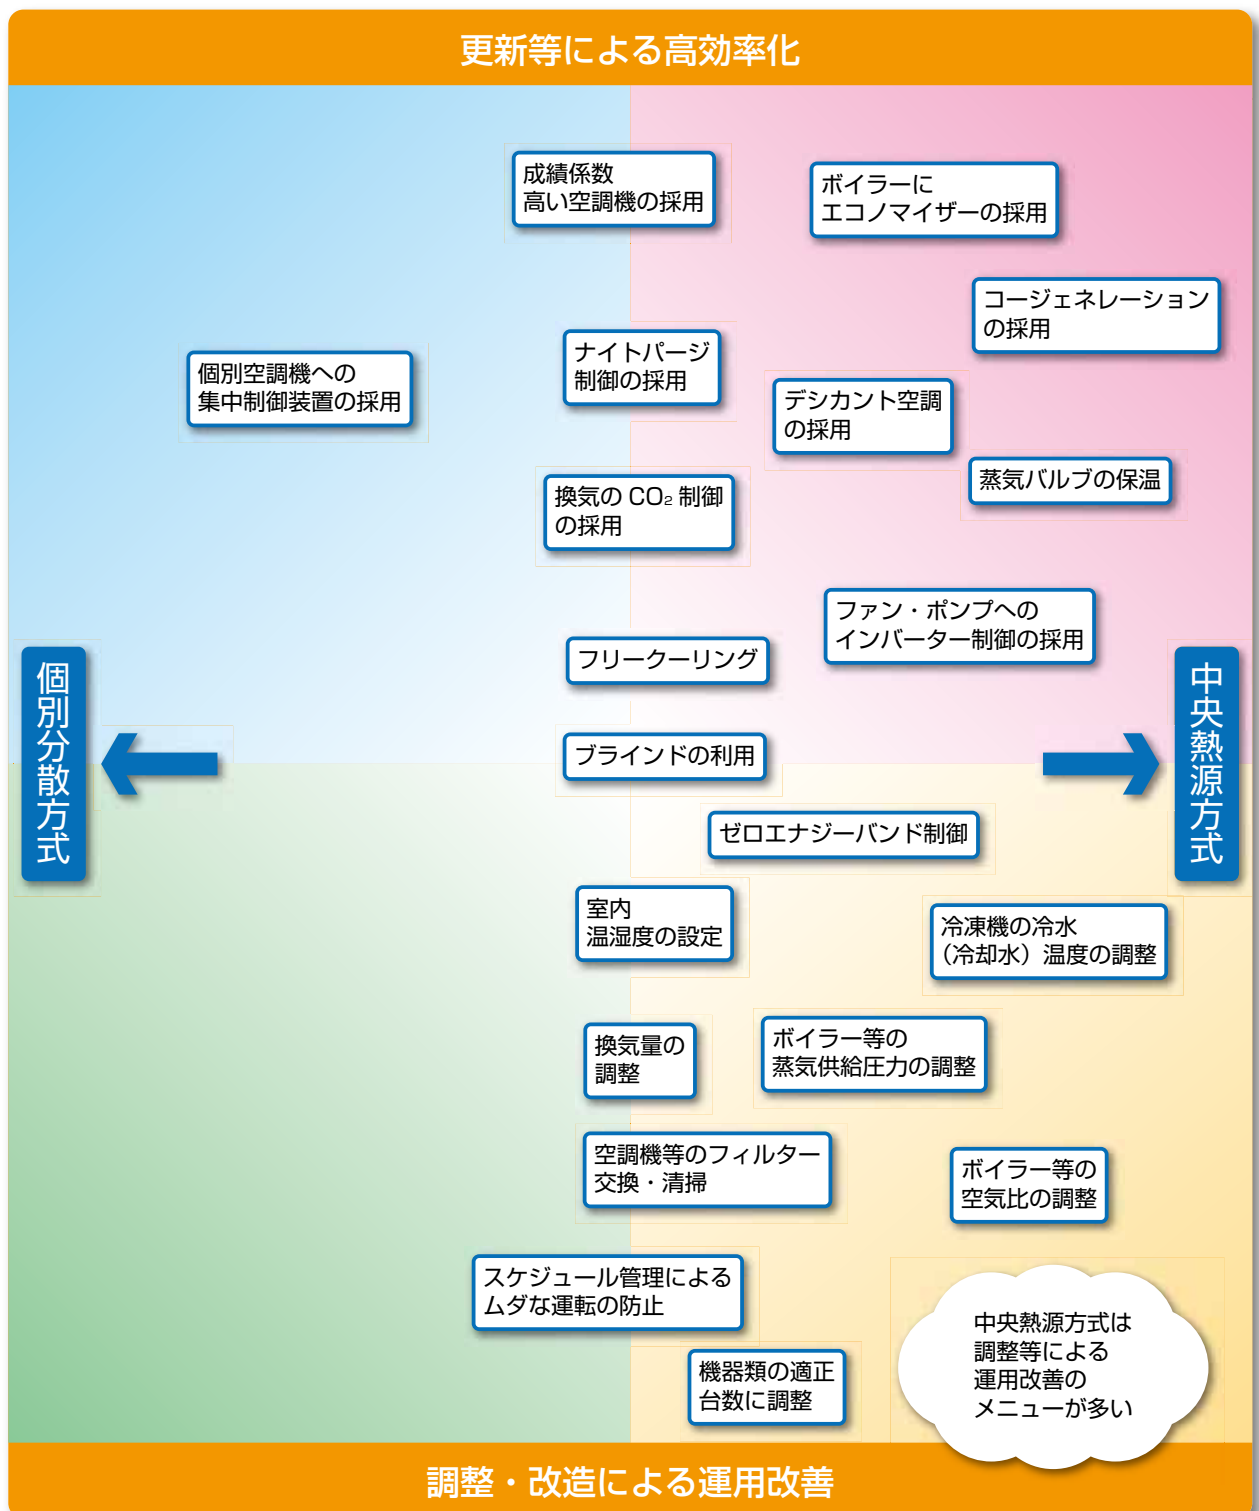 更新等による高効率化
成績係数
高い空調機の採用
ボイラーに
エコノマイザーの採用
コージェネレーション
の採用
ナイトパージ
制御の採用
個別空調機への
集中制御装置の採用
デシカント空調
の採用
蒸気バルブの保温
換気の CO₂ 制御
の採用
ファン・ポンプへの
インバーター制御の採用
フリークーリング
個別分散方式
中央熱源方式
ブラインドの利用
ゼロエナジーバンド制御
室内
温湿度の設定
冷凍機の冷水
（冷却水）温度の調整
換気量の
調整
ボイラー等の
蒸気供給圧力の調整
空調機等のフィルター
交換・清掃
ボイラー等の
空気比の調整
スケジュール管理による
ムダな運転の防止
機器類の適正
台数に調整
中央熱源方式は
調整等による
運用改善の
メニューが多い
調整・改造による運用改善